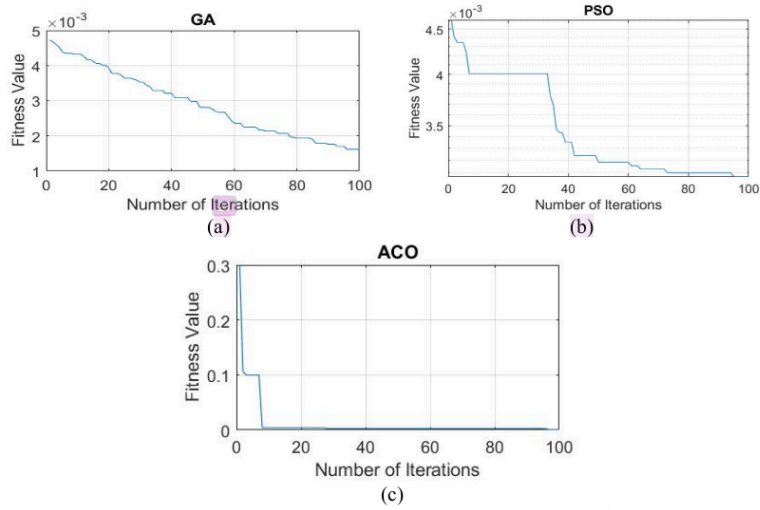 GA
×10⁻³
5
4
3
2
1
Fitness Value
0 20 40 60 80 100
Number of Iterations
(a)
PSO
×10⁻³
4.5
4
3.5
Fitness Value
0 20 40 60 80 100
Number of Iterations
(b)
ACO
0.3
0.2
0.1
0
Fitness Value
0 20 40 60 80 100
Number of Iterations
(c)